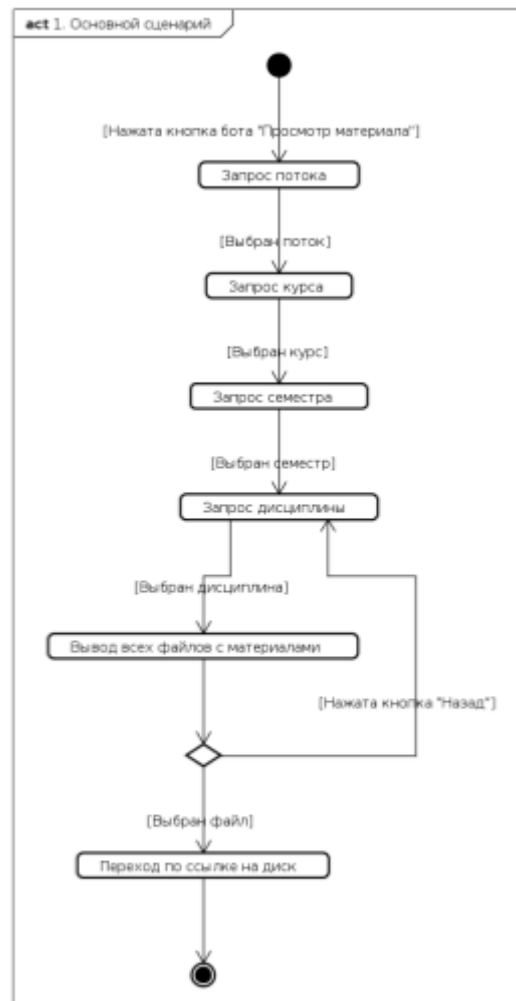 act 1. Основной сценарий
[Нажата кнопка бота "Просмотр материала"]
Запрос потока
[Выбран поток]
Запрос курса
[Выбран курс]
Запрос семестра
[Выбран семестр]
Запрос дисциплины
[Выбран дисциплина]
Вывод всех файлов с материалами
[Нажата кнопка "Назад"]
[Выбран файл]
Переход по ссылке на диск